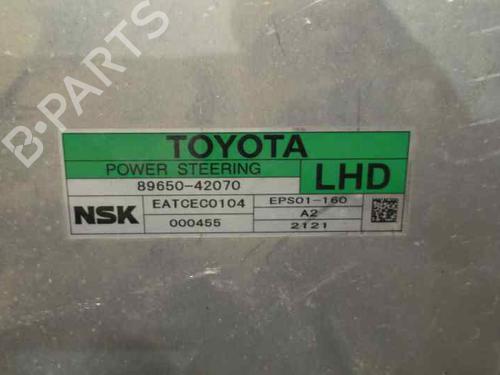 B-PARTS
TOYOTA
POWER STEERING
LHD
89650-42070
NSK
EATCEC0104
EPS01-160
A2
000455
2121